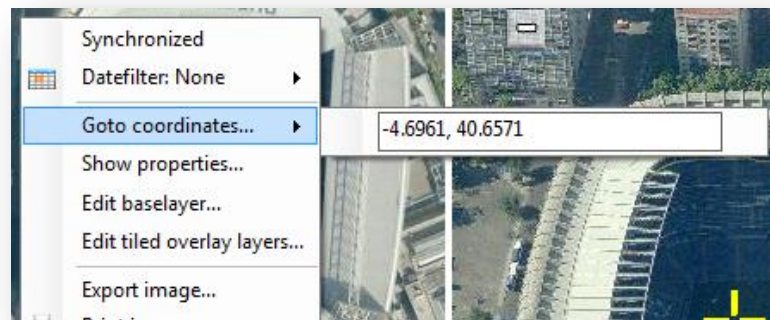 Synchronized
Datefilter: None
Goto coordinates...
-4.6961, 40.6571
Show properties...
Edit baselayer...
Edit tiled overlay layers...
Export image...